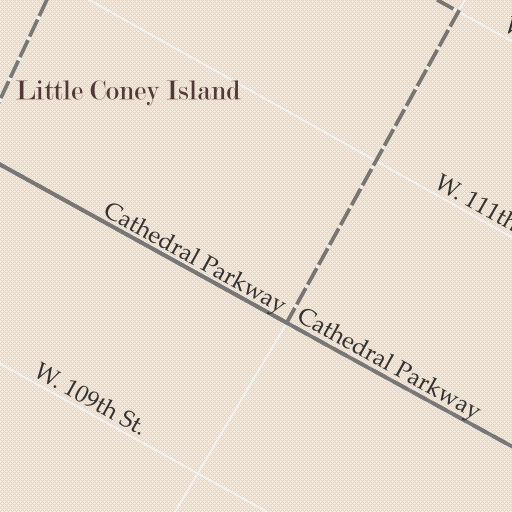 Little Coney Island
W. 111th
Cathedral Parkway
Cathedral Parkway
W. 109th St.